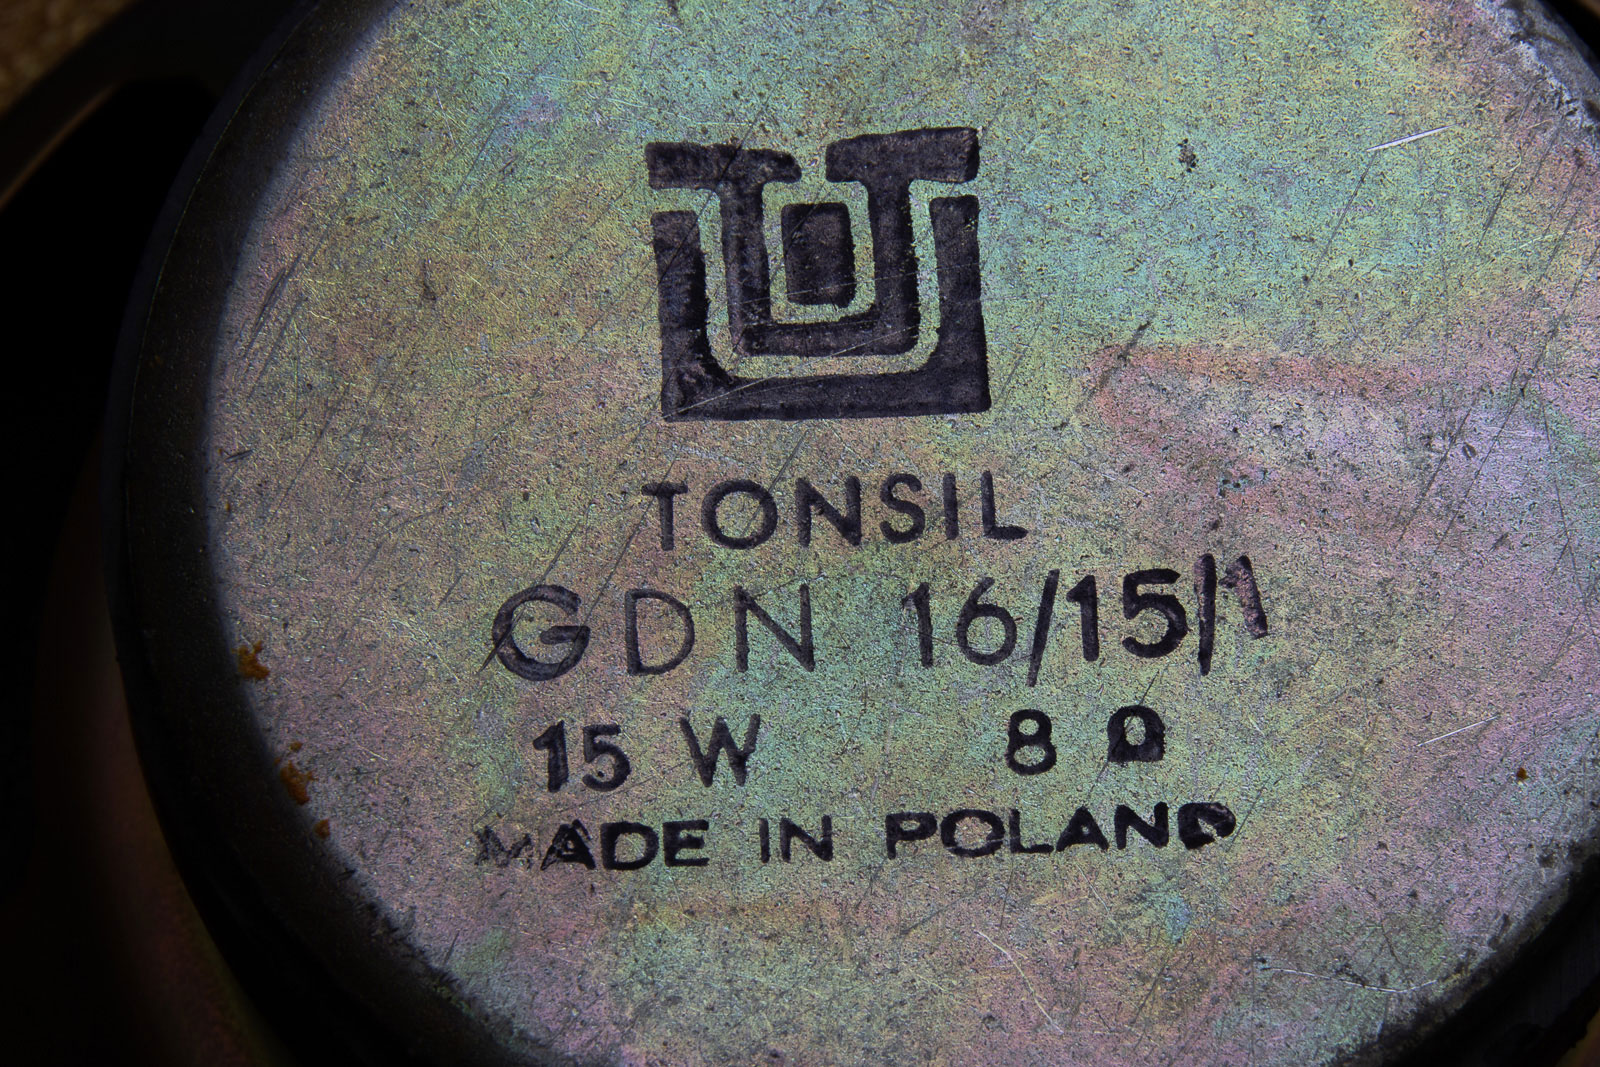 TONSIL
GDN 16/15/1
15 W 8 Ω
MADE IN POLAND